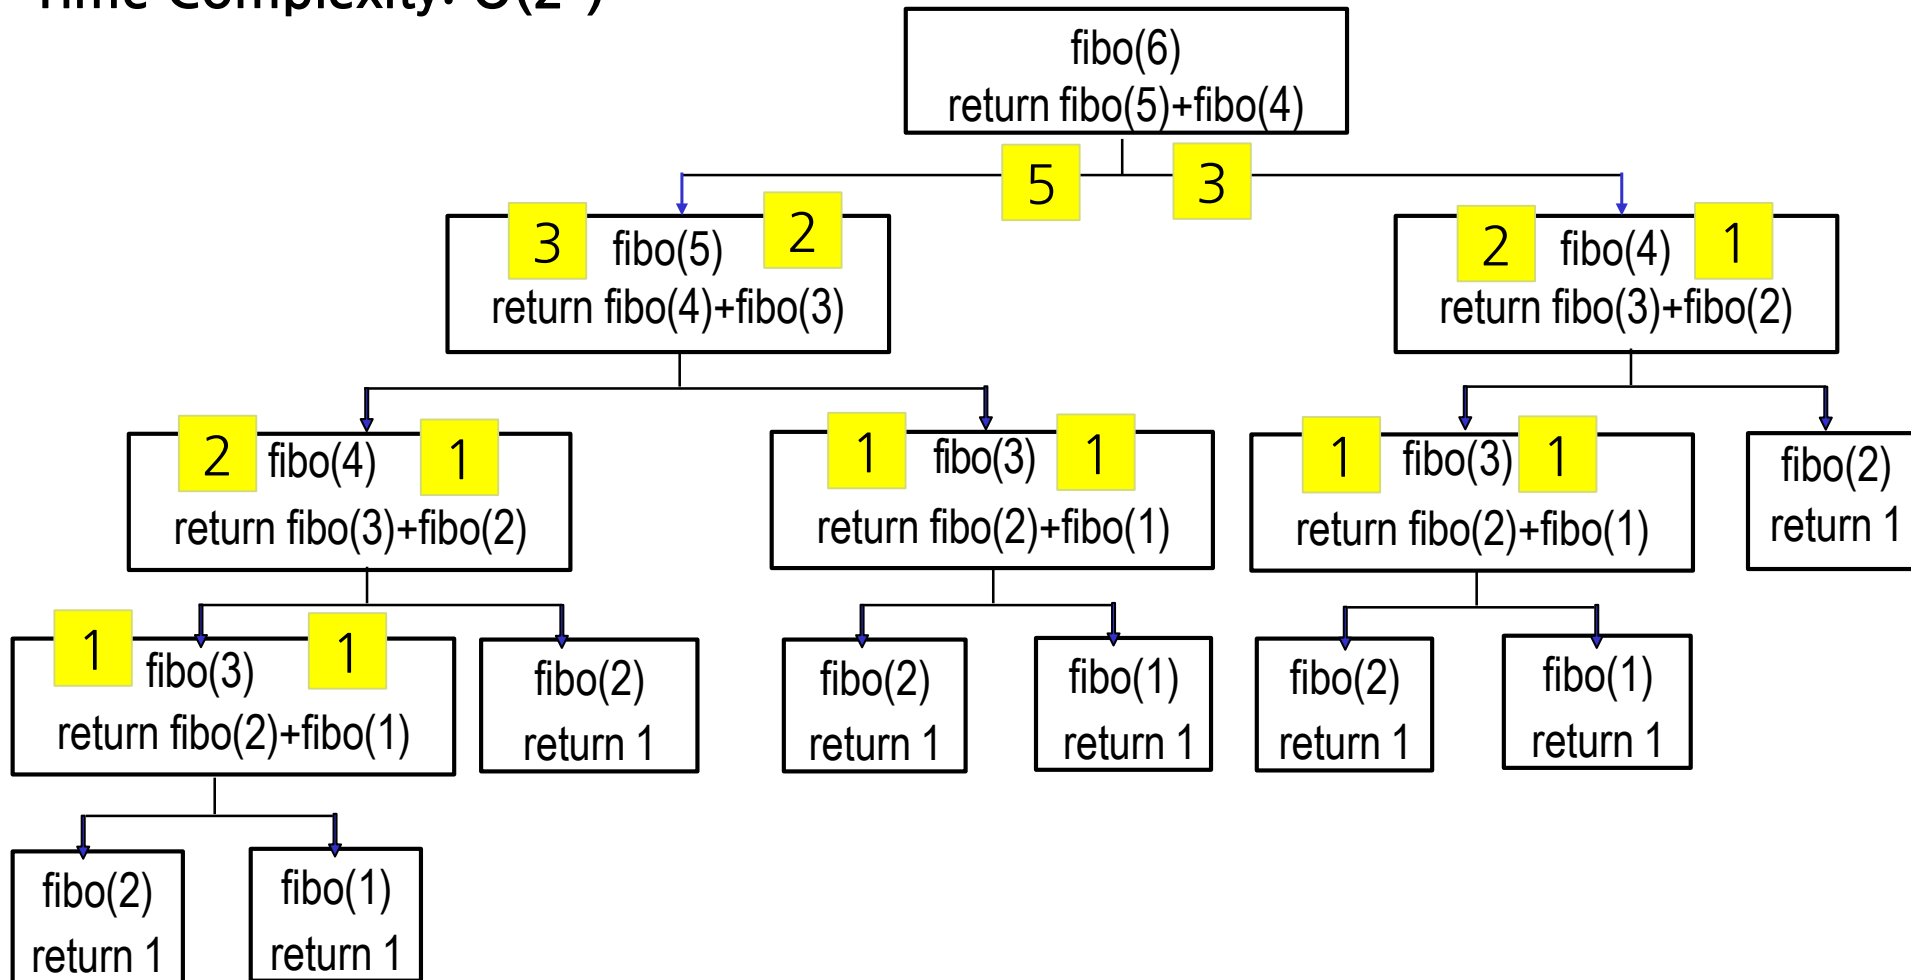 Time Complexity: O(2 )
fibo(6)
return fibo(5)+fibo(4)
5 3
3 fibo(5) 2
return fibo(4)+fibo(3)
2 fibo(4) 1
return fibo(3)+fibo(2)
2 fibo(4) 1
return fibo(3)+fibo(2)
1 fibo(3) 1
return fibo(2)+fibo(1)
1 fibo(3) 1
return fibo(2)+fibo(1)
fibo(2)
return 1
1 fibo(3) 1
return fibo(2)+fibo(1)
fibo(2)
return 1
fibo(2)
return 1
fibo(1)
return 1
fibo(2)
return 1
fibo(1)
return 1
fibo(2)
return 1
fibo(1)
return 1